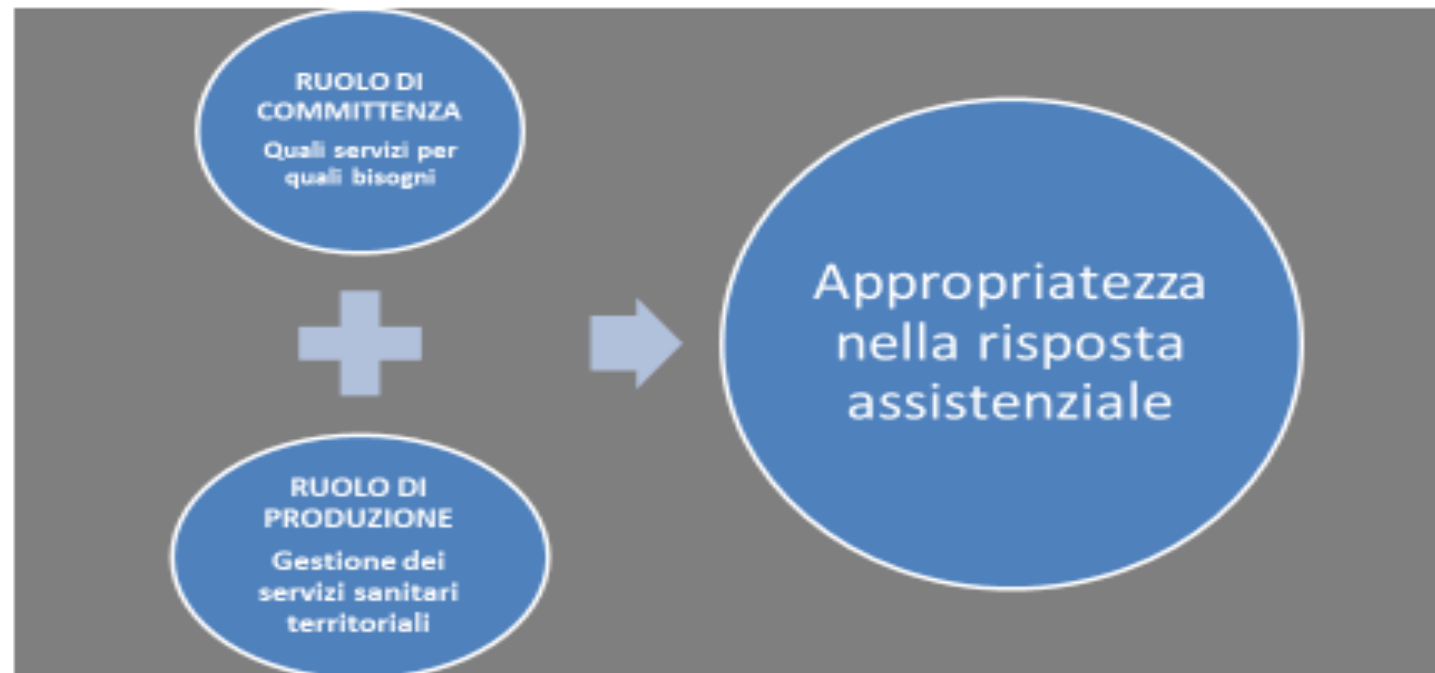 RUOLO DI
COMMITTENZA
Quali servizi per
quali bisogni
RUOLO DI
PRODUZIONE
Gestione dei
servizi sanitari
territoriali
Appropriatezza
nella risposta
assistenziale